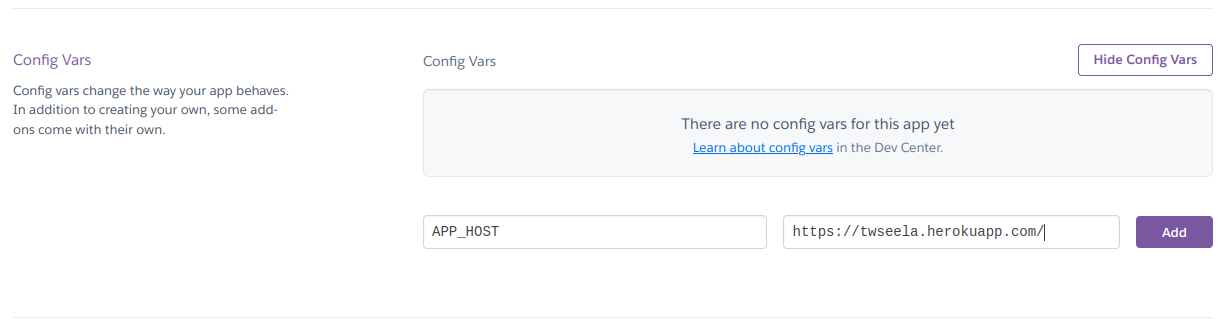 Config Vars
Config vars change the way your app behaves.
In addition to creating your own, some add-
ons come with their own.
Config Vars
Hide Config Vars
There are no config vars for this app yet
Learn about config vars in the Dev Center.
APP_HOST
https://twseela.herokuapp.com/
Add